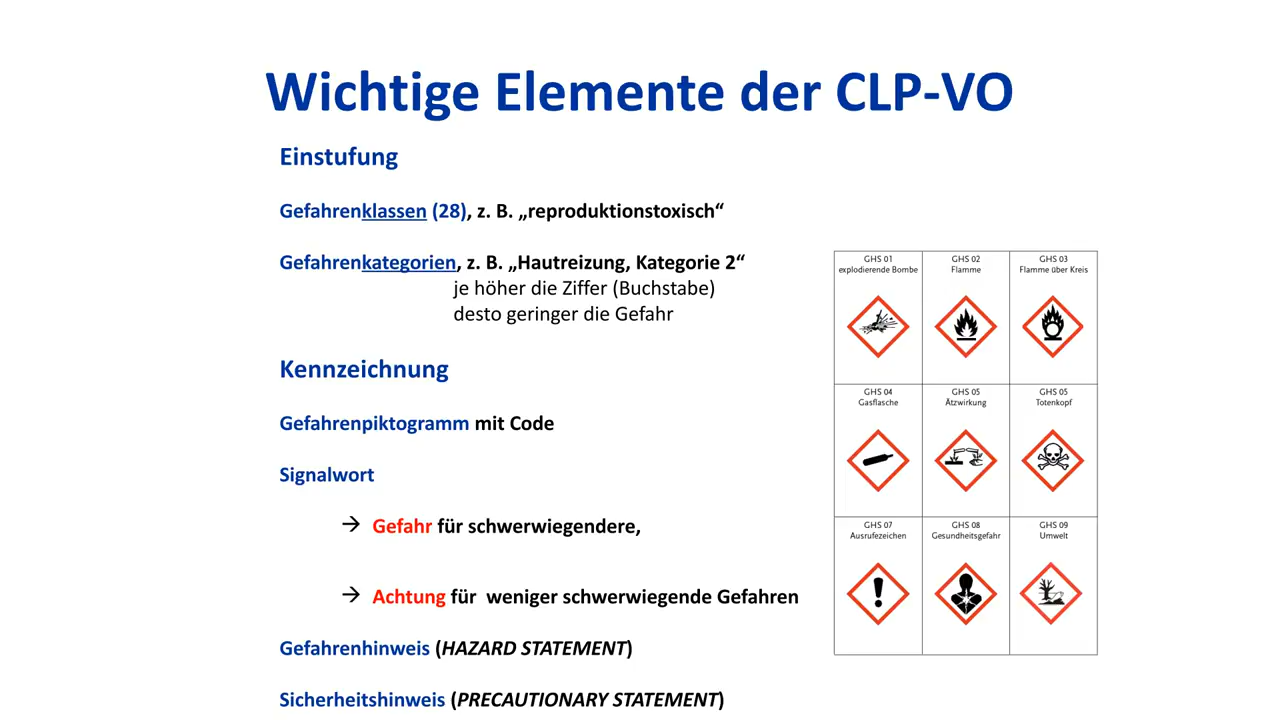 Wichtige Elemente der CLP-VO
Einstufung
Gefahrenklassen (28), z. B. „reproduktionstoxisch“
Gefahrenkategorien, z. B. „Hautreizung, Kategorie 2“
je höher die Ziffer (Buchstabe)
desto geringer die Gefahr
Kennzeichnung
Gefahrenpiktogramm mit Code
Signalwort
→ Gefahr für schwerwiegendere,
→ Achtung für weniger schwerwiegende Gefahren
Gefahrenhinweis (HAZARD STATEMENT)
Sicherheitshinweis (PRECAUTIONARY STATEMENT)
GHS 01
explodierende Bombe
GHS 02
Flamme
GHS 03
Flamme über Kreis
GHS 04
Gasflasche
GHS 05
Ätzwirkung
GHS 05
Totenkopf
GHS 07
Ausrufezeichen
GHS 08
Gesundheitsgefahr
GHS 09
Umwelt